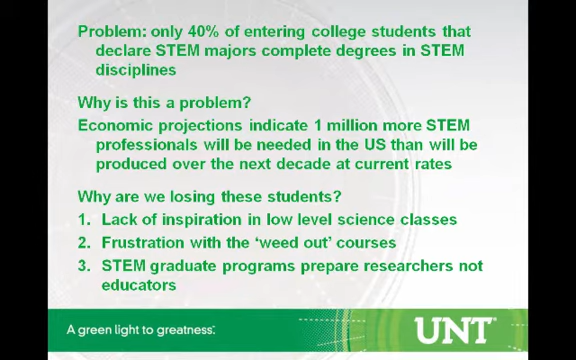 Problem: only 40% of entering college students that
declare STEM majors complete degrees in STEM
disciplines
Why is this a problem?
Economic projections indicate 1 million more STEM
professionals will be needed in the US than will be
produced over the next decade at current rates
Why are we losing these students?
1. Lack of inspiration in low level science classes
2. Frustration with the ‘weed out’ courses
3. STEM graduate programs prepare researchers not
educators
A green light to greatness.
UNT